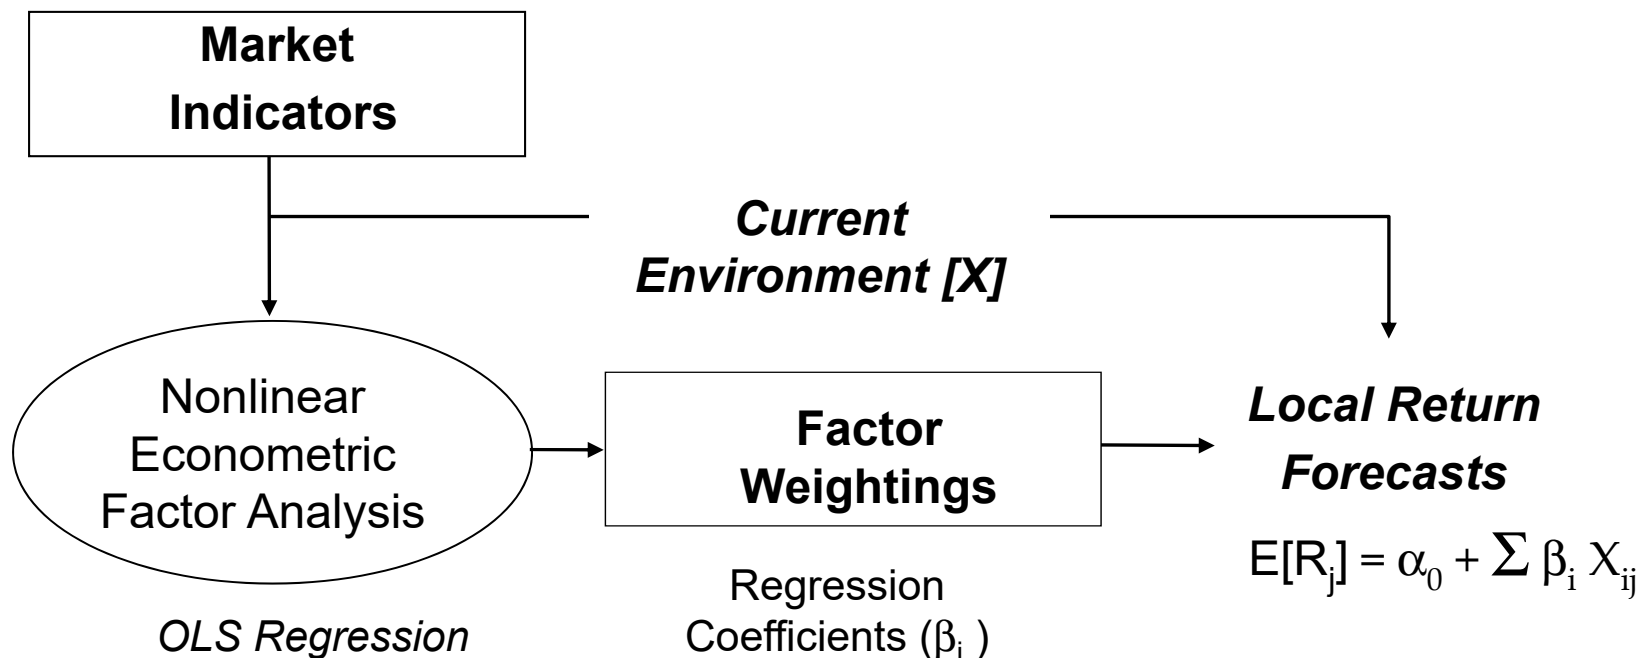 Market
Indicators
Current
Environment [X]
Nonlinear
Econometric
Factor Analysis
Factor
Weightings
Local Return
Forecasts
E[Rⱼ] = α₀ + Σ βᵢ Xᵢⱼ
OLS Regression
Regression
Coefficients (βᵢ )